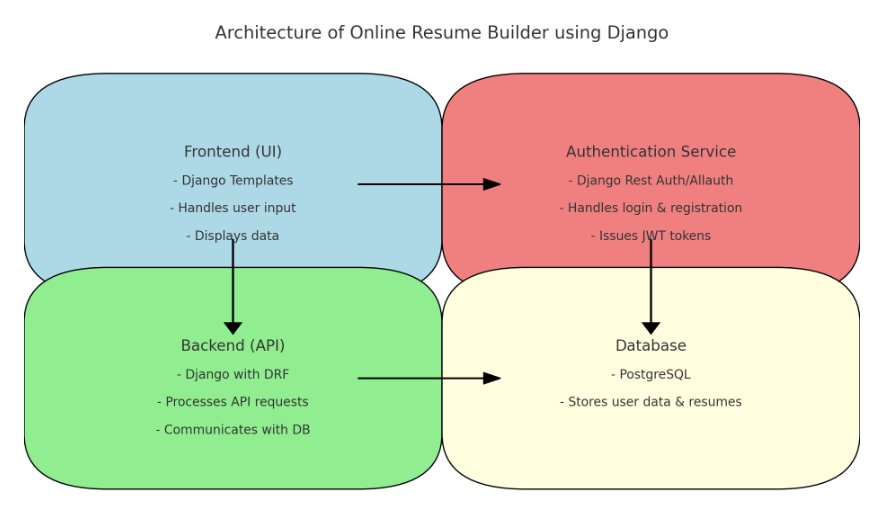 Architecture of Online Resume Builder using Django
Frontend (UI)
- Django Templates
- Handles user input
- Displays data
Authentication Service
- Django Rest Auth/Allauth
- Handles login & registration
- Issues JWT tokens
Backend (API)
- Django with DRF
- Processes API requests
- Communicates with DB
Database
- PostgreSQL
- Stores user data & resumes